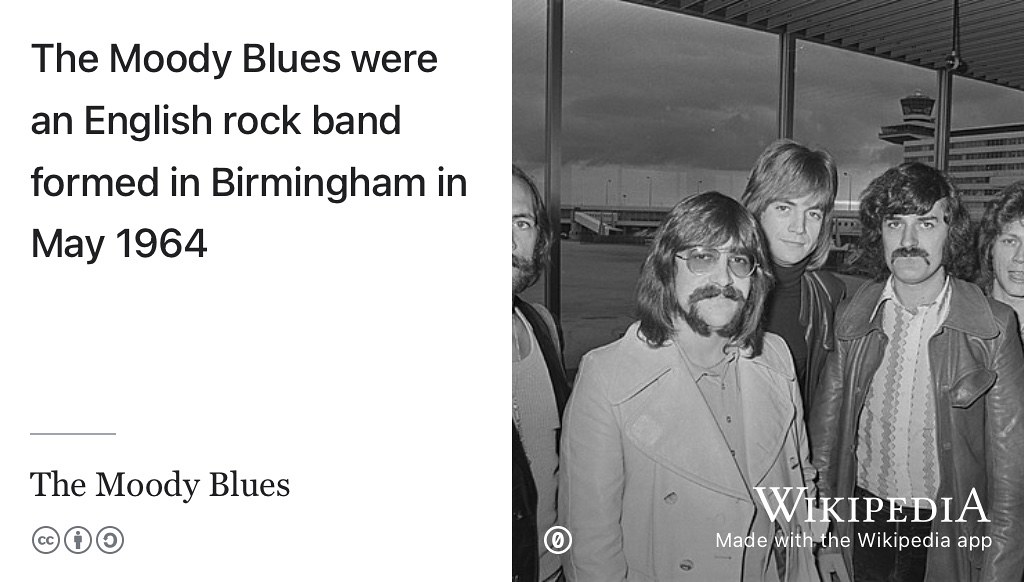 The Moody Blues were
an English rock band
formed in Birmingham in
May 1964
The Moody Blues
cc
WIKIPEDIA
Made with the Wikipedia app